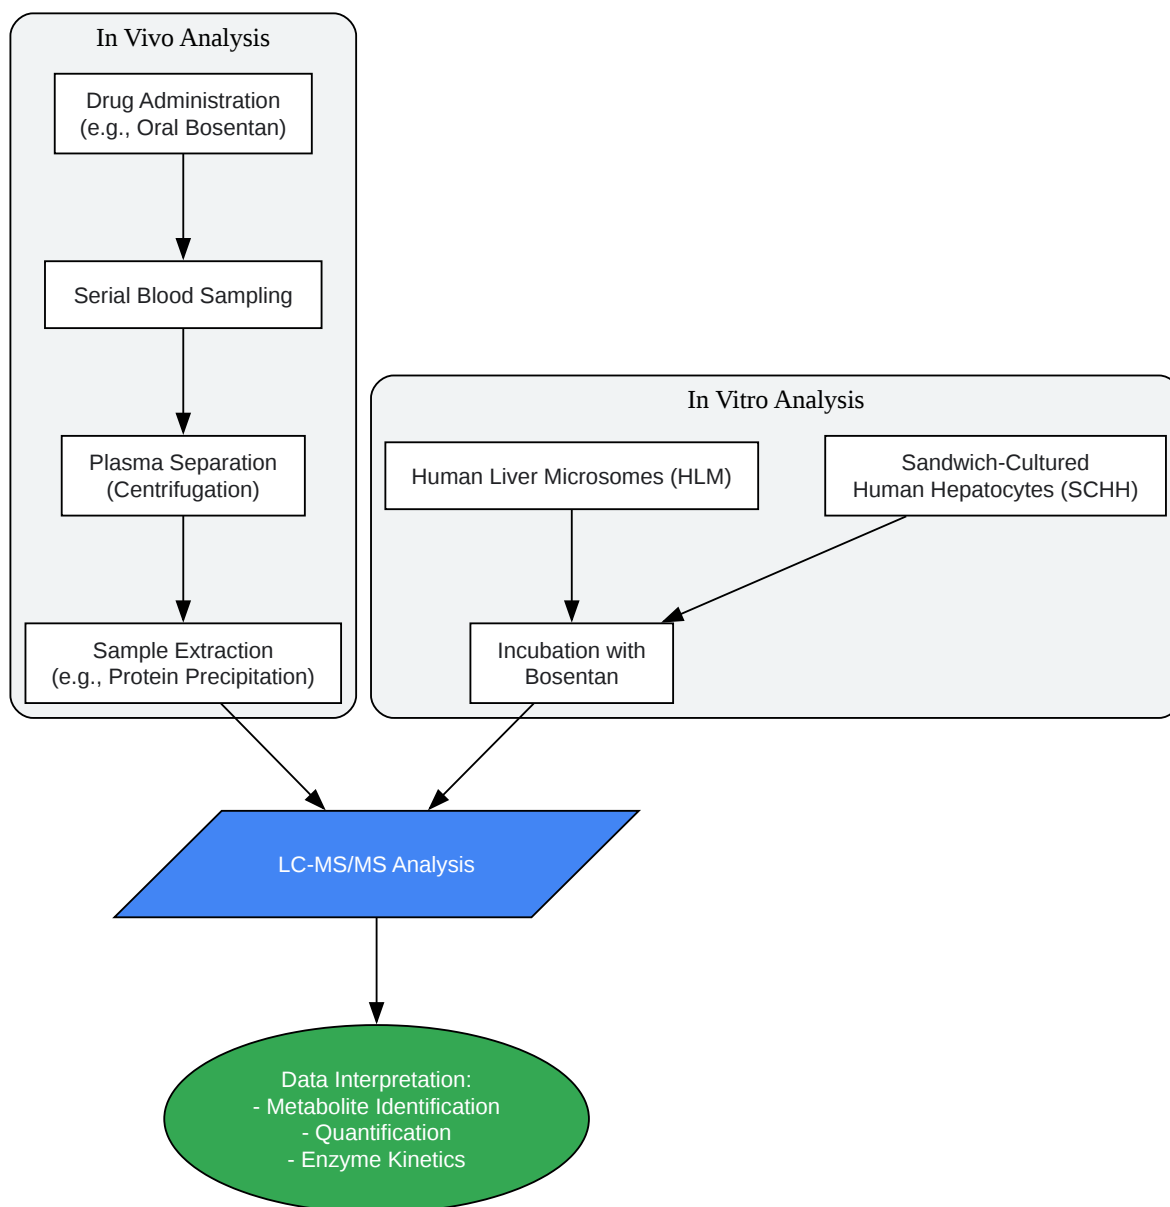 In Vivo Analysis
Drug Administration
(e.g., Oral Bosentan)
Serial Blood Sampling
Plasma Separation
(Centrifugation)
Sample Extraction
(e.g., Protein Precipitation)
In Vitro Analysis
Human Liver Microsomes (HLM)
Sandwich-Cultured
Human Hepatocytes (SCHH)
Incubation with
Bosentan
LC-MS/MS Analysis
Data Interpretation:
- Metabolite Identification
- Quantification
- Enzyme Kinetics